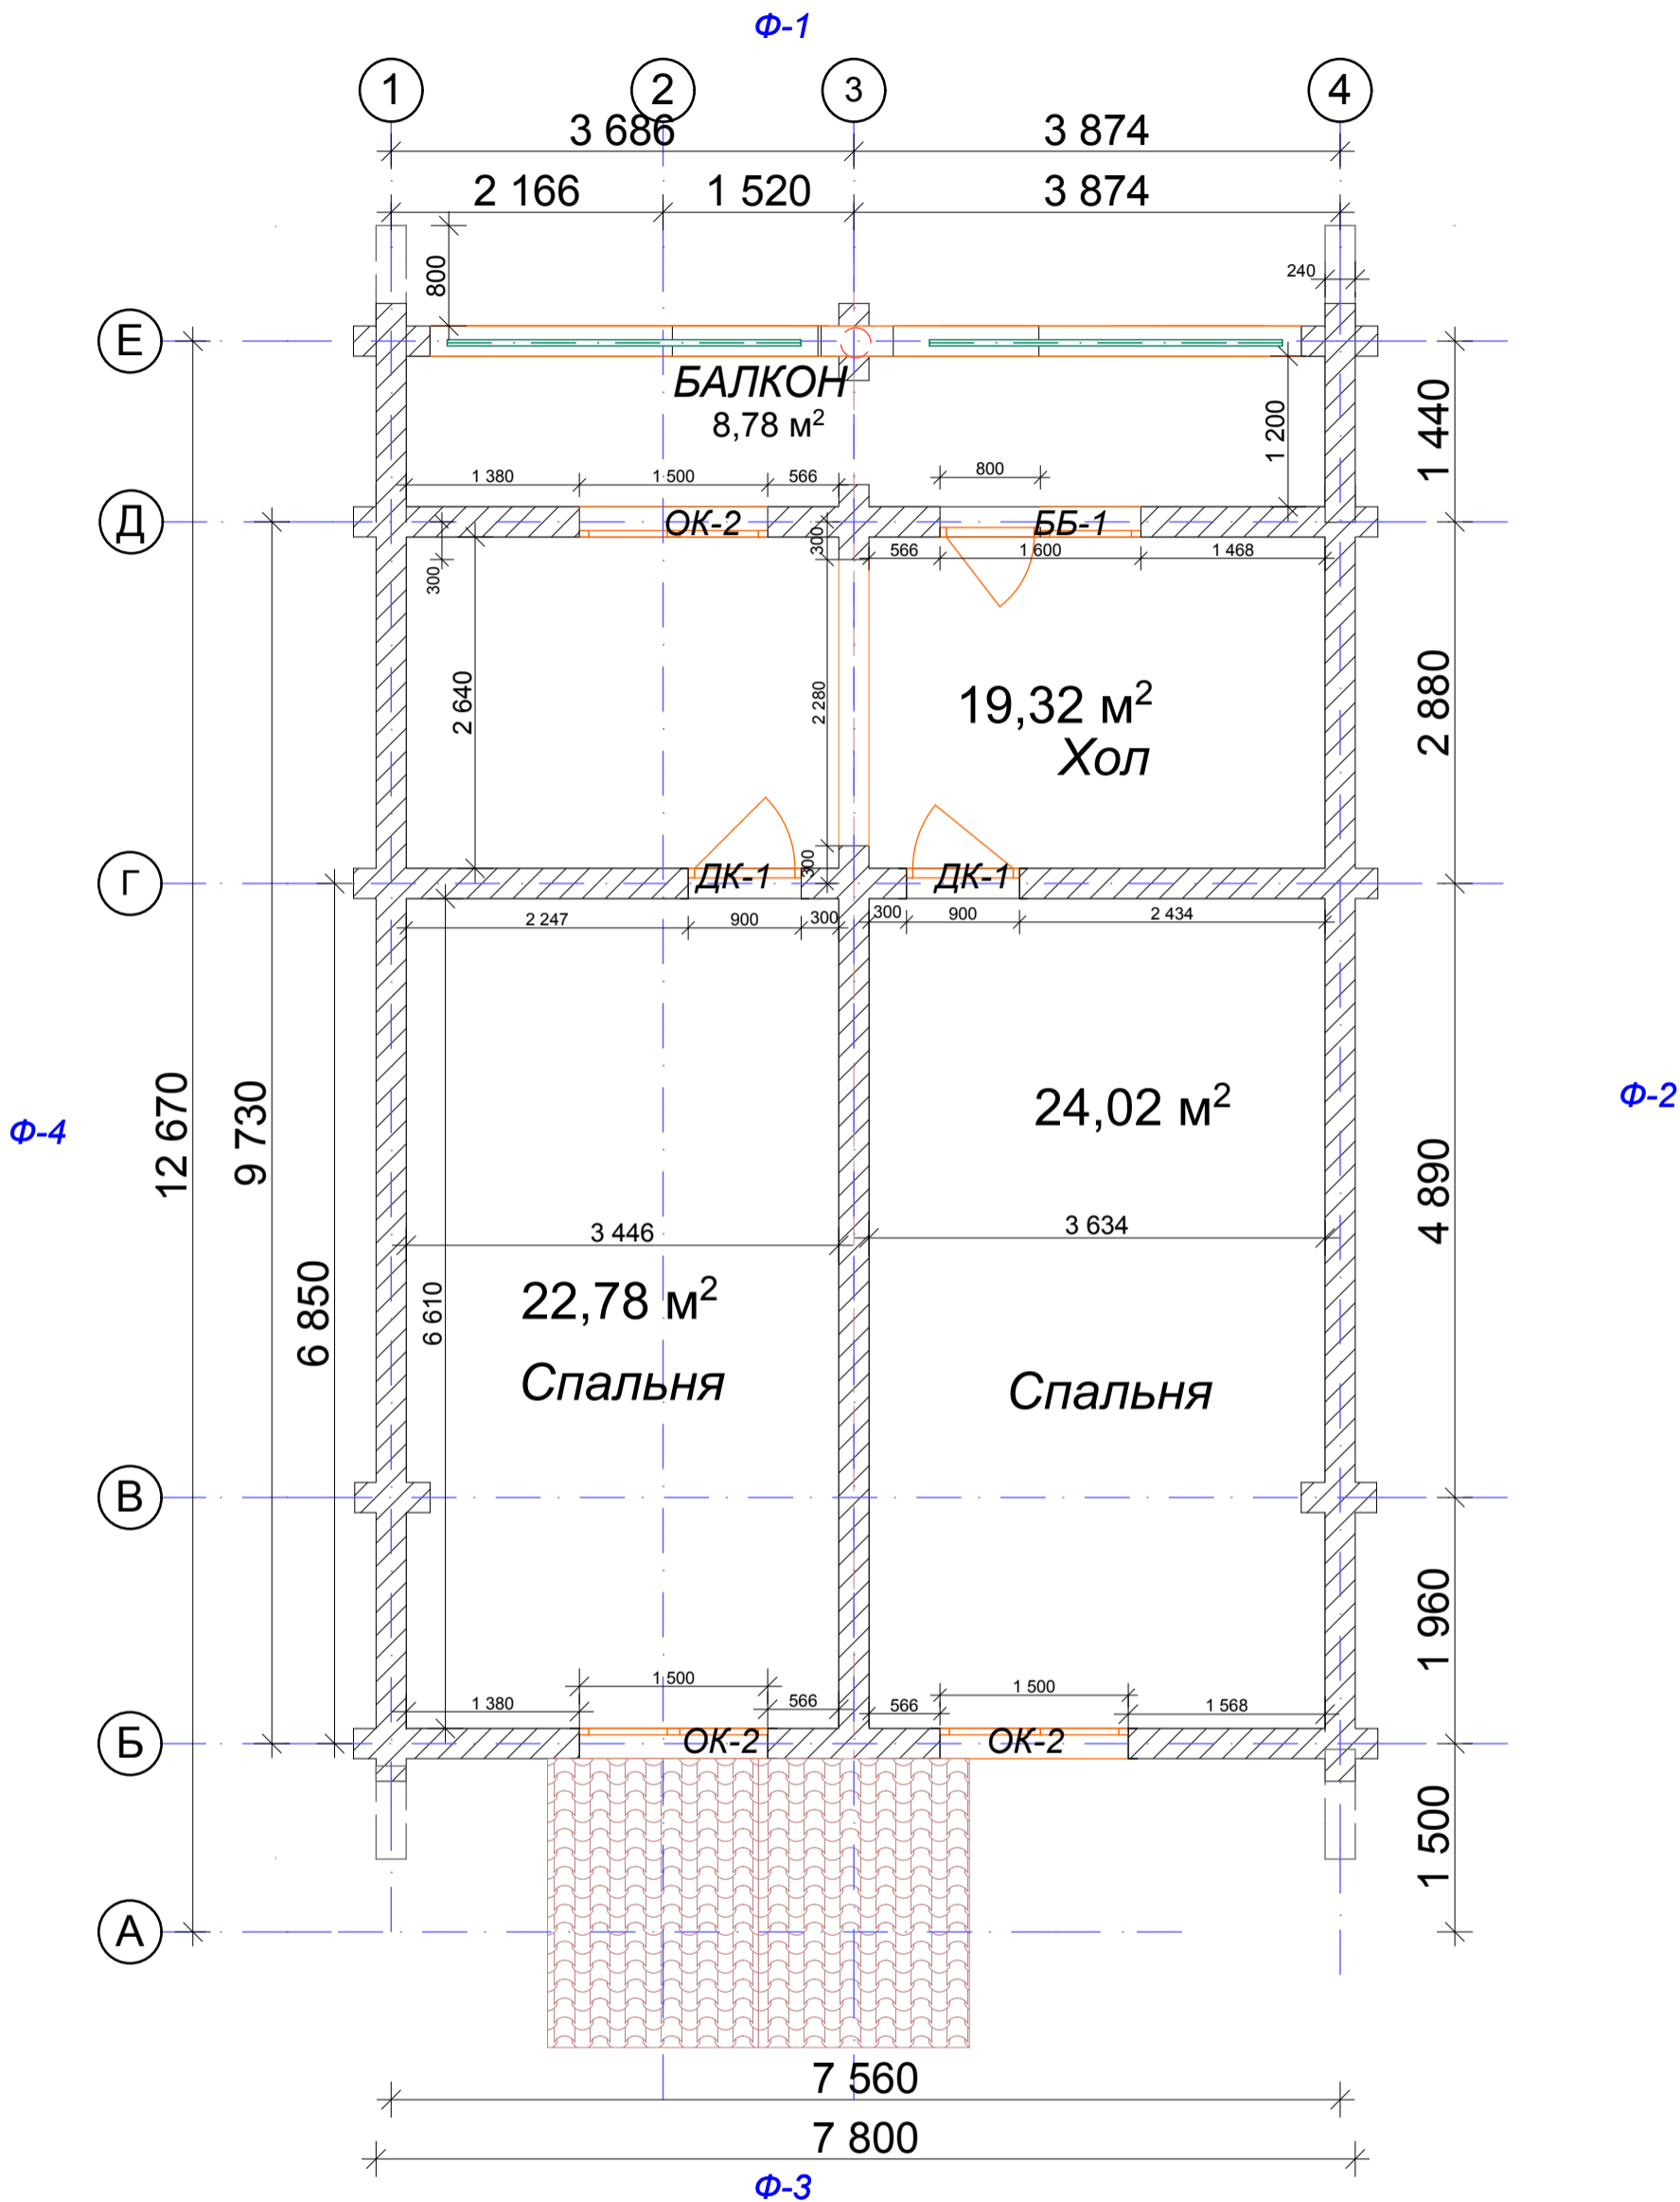 Ф-1
1
2
3
4
3 686
3 874
2 166
1 520
3 874
800
240
Е
БАЛКОН
8,78 м²
1 200
1 440
1 380
1 500
566
800
Д
ОК-2
ББ-1
300
300
566
1 600
1 468
2 640
2 280
19,32 м²
Хол
2 880
Г
ДК-1
300
ДК-1
2 247
900
300
300
900
2 434
12 670
9 730
24,02 м²
Ф-4
Ф-2
4 890
3 446
3 634
6 850
6 610
22,78 м²
Спальня
Спальня
В
1 960
1 500
1 380
566
566
1 500
1 568
Б
ОК-2
ОК-2
1 500
А
7 560
7 800
Ф-3